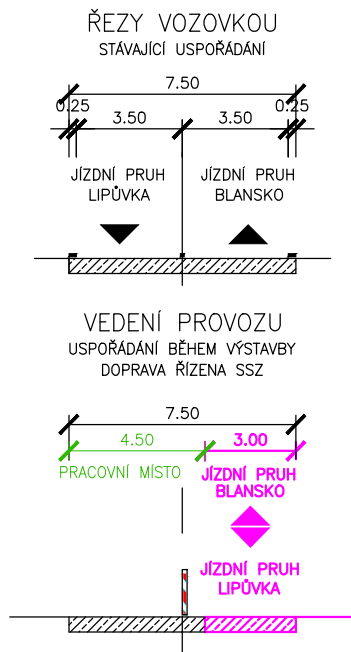 ŘEZY VOZOVKOU
STÁVAJÍCÍ USPOŘÁDÁNÍ
7.50
0.25
3.50
3.50
0.25
JÍZDNÍ PRUH
LIPŮVKA
JÍZDNÍ PRUH
BLANSKO
VEDENÍ PROVOZU
USPOŘÁDÁNÍ BĚHEM VÝSTAVBY
DOPRAVA ŘÍZENA SSZ
7.50
4.50
3.00
PRACOVNÍ MÍSTO
JÍZDNÍ PRUH
BLANSKO
JÍZDNÍ PRUH
LIPŮVKA